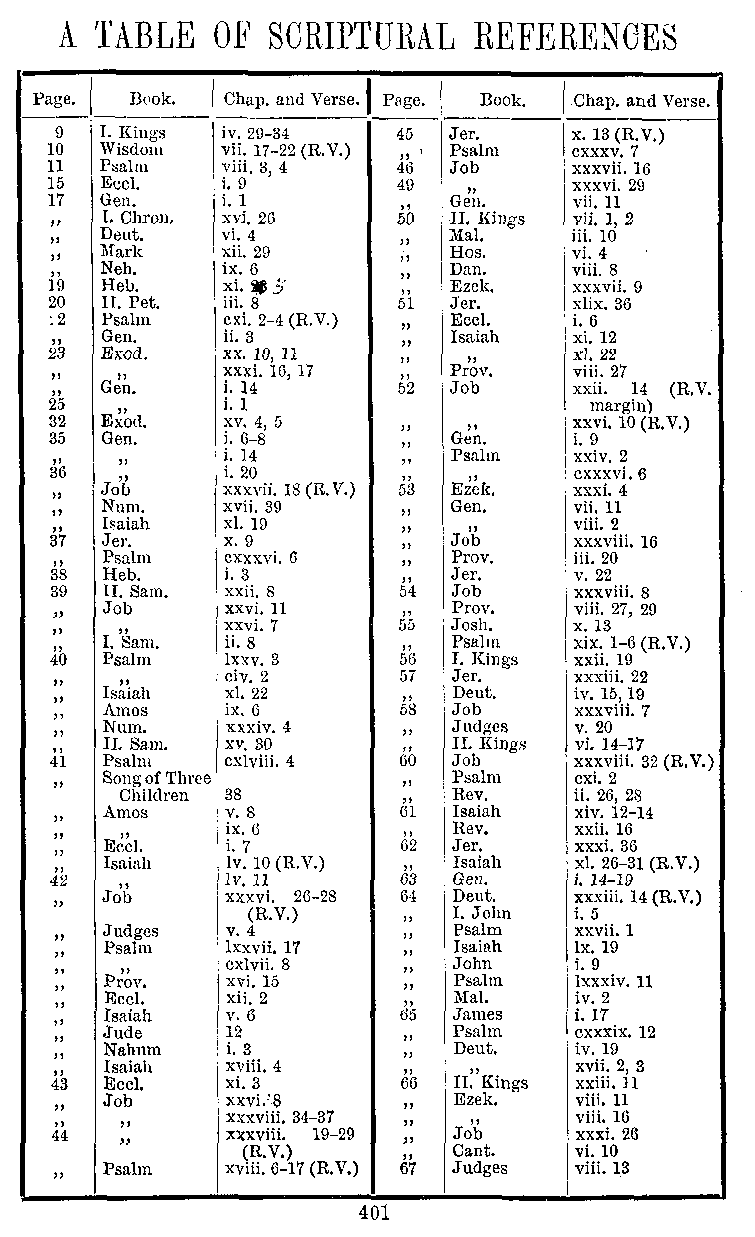 A TABLE OF SCRIPTURAL REFERENCES
Page. Book. Chap. and Verse.
9 I. Kings iv. 29-34
10 Wisdom vii. 17-22 (R.V.)
11 Psalm viii. 3, 4
15 Eccl. i. 9
17 Gen. i. 1
„ I. Chron. xvi. 26
„ Deut. vi. 4
„ Mark xii. 29
„ Neh. ix. 6
19 Heb. xi. 3
20 II. Pet. iii. 8
22 Psalm cxi. 2-4 (R.V.)
„ Gen. ii. 3
23 Exod. xx. 10, 11
„ „ xxxi. 16, 17
„ Gen. i. 14
25 „ i. 1
32 Exod. xv. 4, 5
35 Gen. i. 6-8
„ „ i. 14
36 „ i. 20
„ Job xxxvii. 18 (R.V.)
„ Num. xvii. 39
„ Isaiah xl. 19
37 Jer. x. 9
„ Psalm cxxxvi. 6
38 Heb. i. 3
39 II. Sam. xxii. 8
„ Job xxvi. 11
„ „ xxvi. 7
„ I. Sam. ii. 8
40 Psalm lxxv. 3
„ „ civ. 2
„ Isaiah xl. 22
„ Amos ix. 6
„ Num. xxxiv. 4
„ II. Sam. xv. 30
41 Psalm cxlviii. 4
„ Song of Three
Children 38
„ Amos v. 8
„ „ ix. 6
„ Eccl. i. 7
„ Isaiah lv. 10 (R.V.)
42 „ lv. 11
„ Job xxxvi. 26-28
(R.V.)
„ Judges v. 4
„ Psalm lxxvii. 17
„ „ cxlvii. 8
„ Prov. xvi. 15
„ Eccl. xii. 2
„ Isaiah v. 6
„ Jude 12
„ Nahum i. 3
„ Isaiah xviii. 4
43 Eccl. xi. 3
„ Job xxvi. 8
„ „ xxxviii. 34-37
44 „ xxxviii. 19-29
(R.V.)
„ Psalm xviii. 6-17 (R.V.)
Page. Book. Chap. and Verse.
45 Jer. x. 13 (R.V.)
„ Psalm cxxxv. 7
46 Job xxxvii. 16
49 „ xxxvi. 29
„ Gen. vii. 11
50 II. Kings vii. 1, 2
„ Mal. iii. 10
„ Hos. vi. 4
„ Dan. viii. 8
„ Ezek. xxxvii. 9
51 Jer. xlix. 36
„ Eccl. i. 6
„ Isaiah xi. 12
„ „ xl. 22
„ Prov. viii. 27
52 Job xxii. 14 (R.V.
margin)
„ „ xxvi. 10 (R.V.)
„ Gen. i. 9
„ Psalm xxiv. 2
„ „ cxxxvi. 6
53 Ezek. xxxi. 4
„ Gen. vii. 11
„ „ viii. 2
„ Job xxxviii. 16
„ Prov. iii. 20
„ Jer. v. 22
54 Job xxxviii. 8
„ Prov. viii. 27, 29
55 Josh. x. 13
„ Psalm xix. 1-6 (R.V.)
56 I. Kings xxii. 19
57 Jer. xxxiii. 22
„ Deut. iv. 15, 19
58 Job xxxviii. 7
„ Judges v. 20
„ II. Kings vi. 14-17
60 Job xxxviii. 32 (R.V.)
„ Psalm cxi. 2
„ Rev. ii. 26, 28
61 Isaiah xiv. 12-14
„ Rev. xxii. 16
62 Jer. xxxi. 36
„ Isaiah xl. 26-31 (R.V.)
63 Gen. i. 14-19
64 Deut. xxxiii. 14 (R.V.)
„ I. John i. 5
„ Psalm xxvii. 1
„ Isaiah lx. 19
„ John i. 9
„ Psalm lxxxiv. 11
„ Mal. iv. 2
65 James i. 17
„ Psalm cxxxix. 12
„ Deut. iv. 19
„ „ xvii. 2, 3
66 II. Kings xxiii. 11
„ Ezek. viii. 11
„ „ viii. 16
„ Job xxxi. 26
„ Cant. vi. 10
67 Judges viii. 13
401